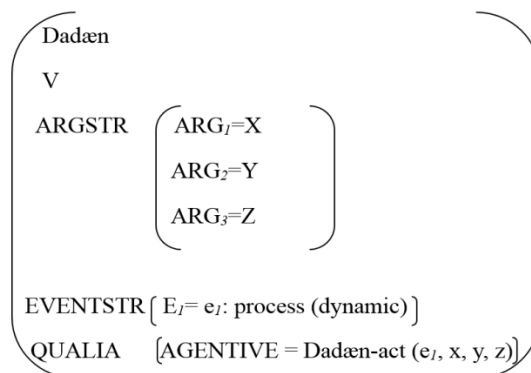 Dadæn
V
ARGSTR ARG₁=X
ARG₂=Y
ARG₃=Z
EVENTSTR [E₁= e₁: process (dynamic)]
QUALIA [AGENTIVE = Dadæn-act (e₁, x, y, z)]